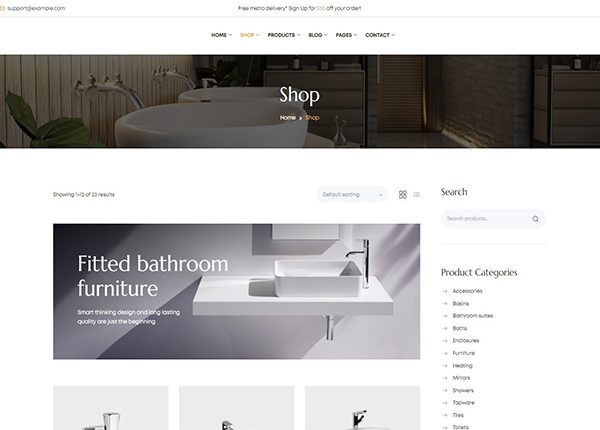 support@example.com
Free metro delivery* Sign Up for $50 off your order!
HOME SHOP PRODUCTS BLOG PAGES CONTACT
Shop
Home > Shop
Showing 1–12 of 23 results
Default sorting
Fitted bathroom
furniture
Smart thinking design and long lasting
quality are just the beginning
Search
Search products…
Product Categories
Accessories
Basins
Bathroom suites
Baths
Enclosures
Furniture
Heating
Mirrors
Showers
Tapware
Tiles
Toilets